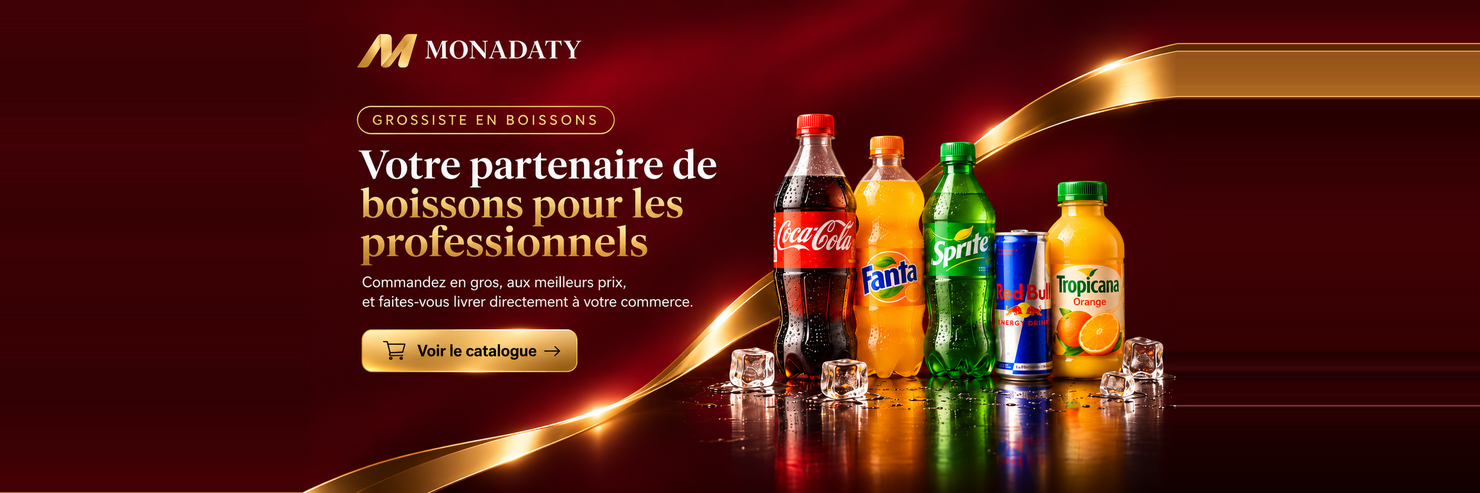 MONADATY
GROSSISTE EN BOISSONS
Votre partenaire de
boissons pour les
professionnels
Commandez en gros, aux meilleurs prix,
et faites-vous livrer directement à votre commerce.
Voir le catalogue →
Coca-Cola
Fanta
Sprite
Red Bull
ENERGY DRINK
Tropicana
Orange